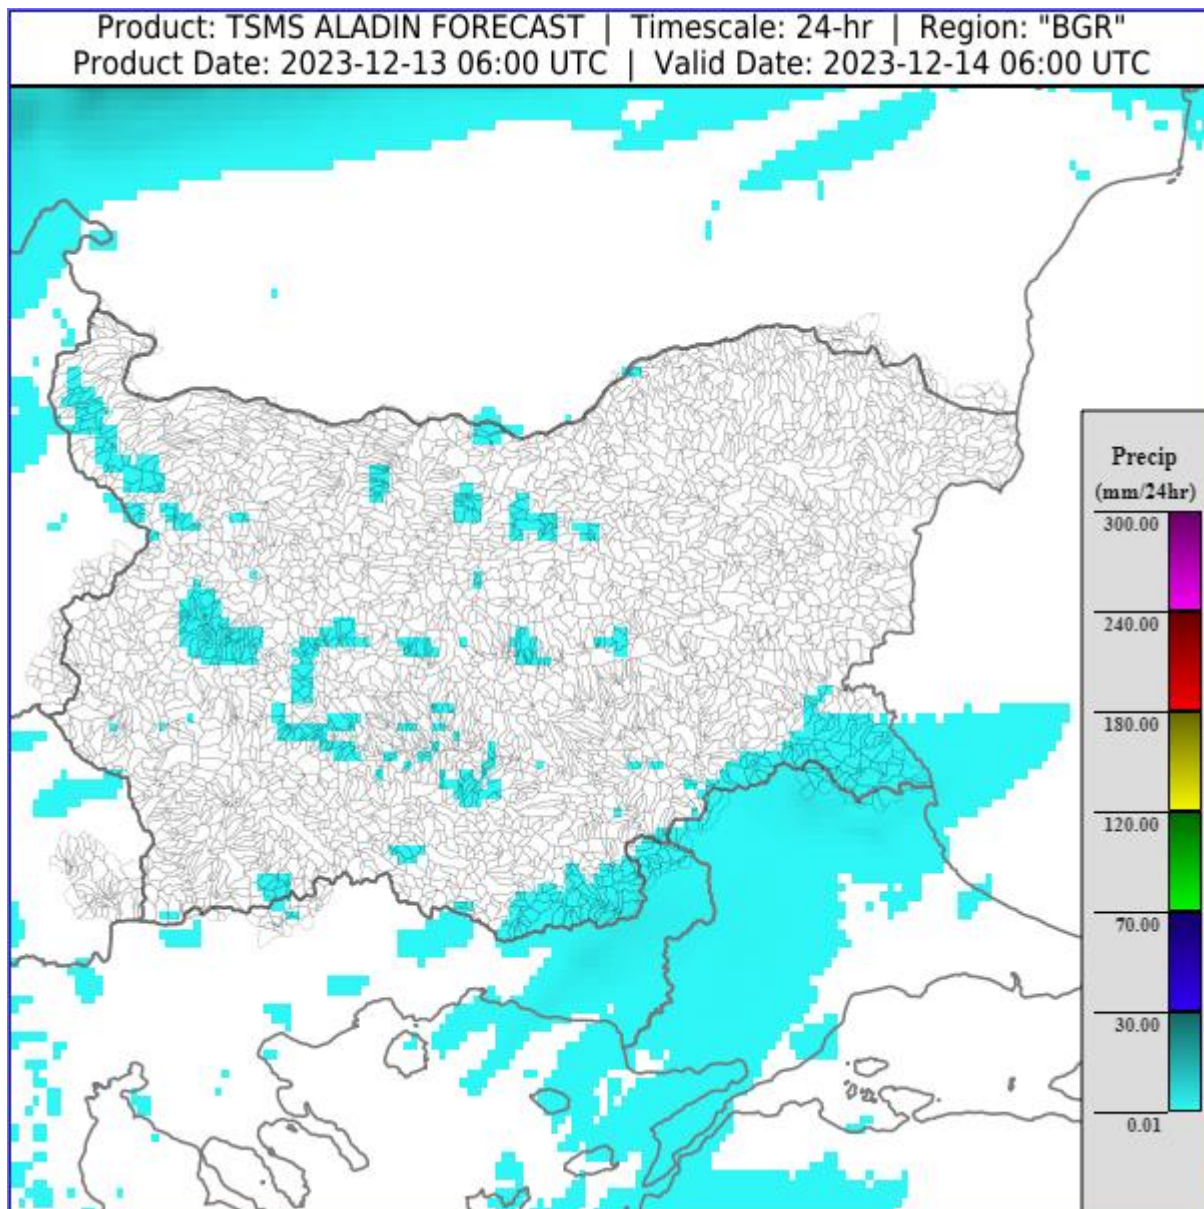 Product: TSMS ALADIN FORECAST | Timescale: 24-hr | Region: "BGR"
Product Date: 2023-12-13 06:00 UTC | Valid Date: 2023-12-14 06:00 UTC
Precip
(mm/24hr)
300.00
240.00
180.00
120.00
70.00
30.00
0.01